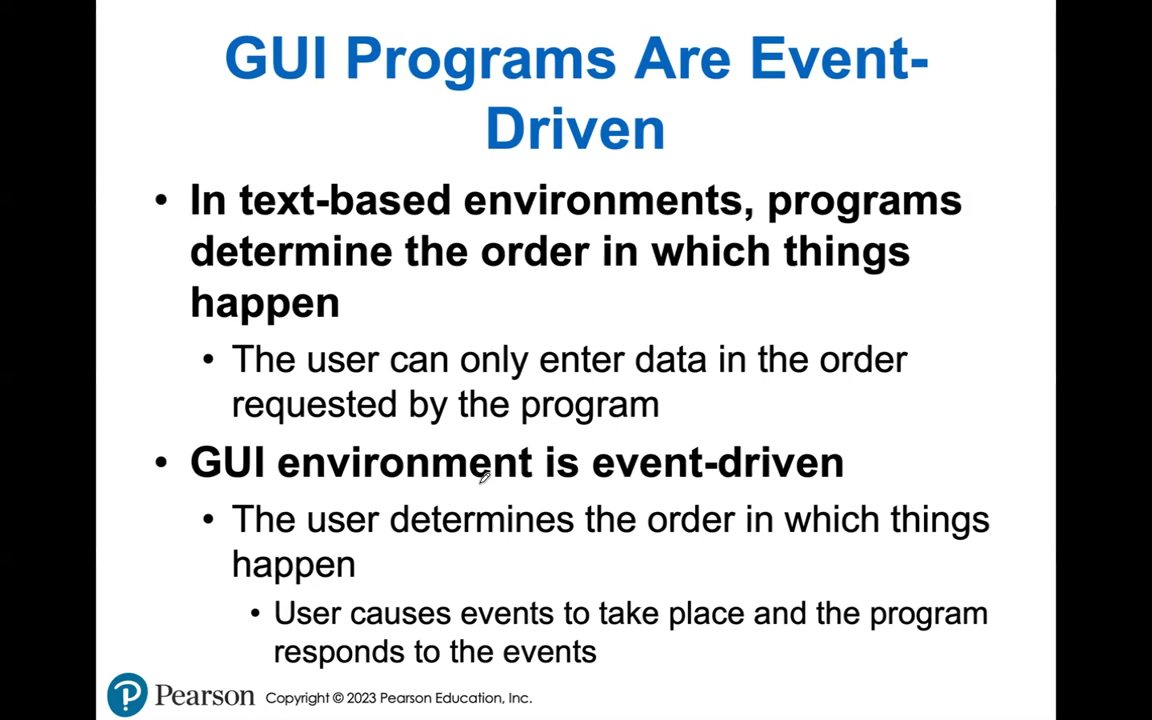 GUI Programs Are Event-
Driven
• In text-based environments, programs
determine the order in which things
happen
• The user can only enter data in the order
requested by the program
• GUI environment is event-driven
• The user determines the order in which things
happen
• User causes events to take place and the program
responds to the events
P Pearson Copyright © 2023 Pearson Education, Inc.